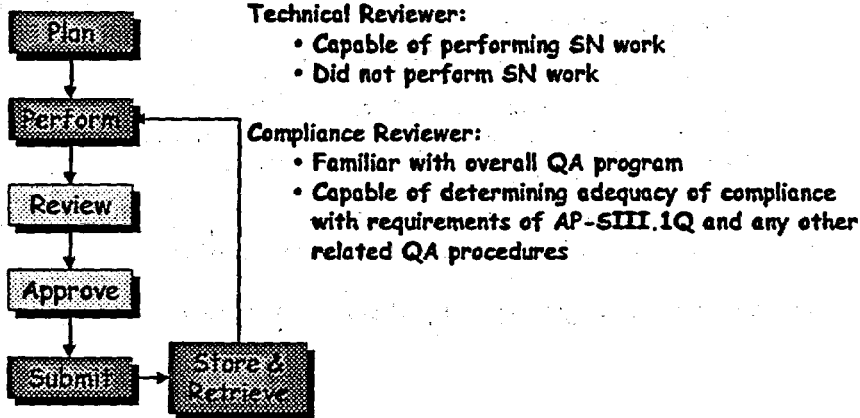 Plan
Perform
Review
Approve
Submit
Store &
Retrieve
Technical Reviewer:
• Capable of performing SN work
• Did not perform SN work
Compliance Reviewer:
• Familiar with overall QA program
• Capable of determining adequacy of compliance
with requirements of AP-SIII.1Q and any other
related QA procedures